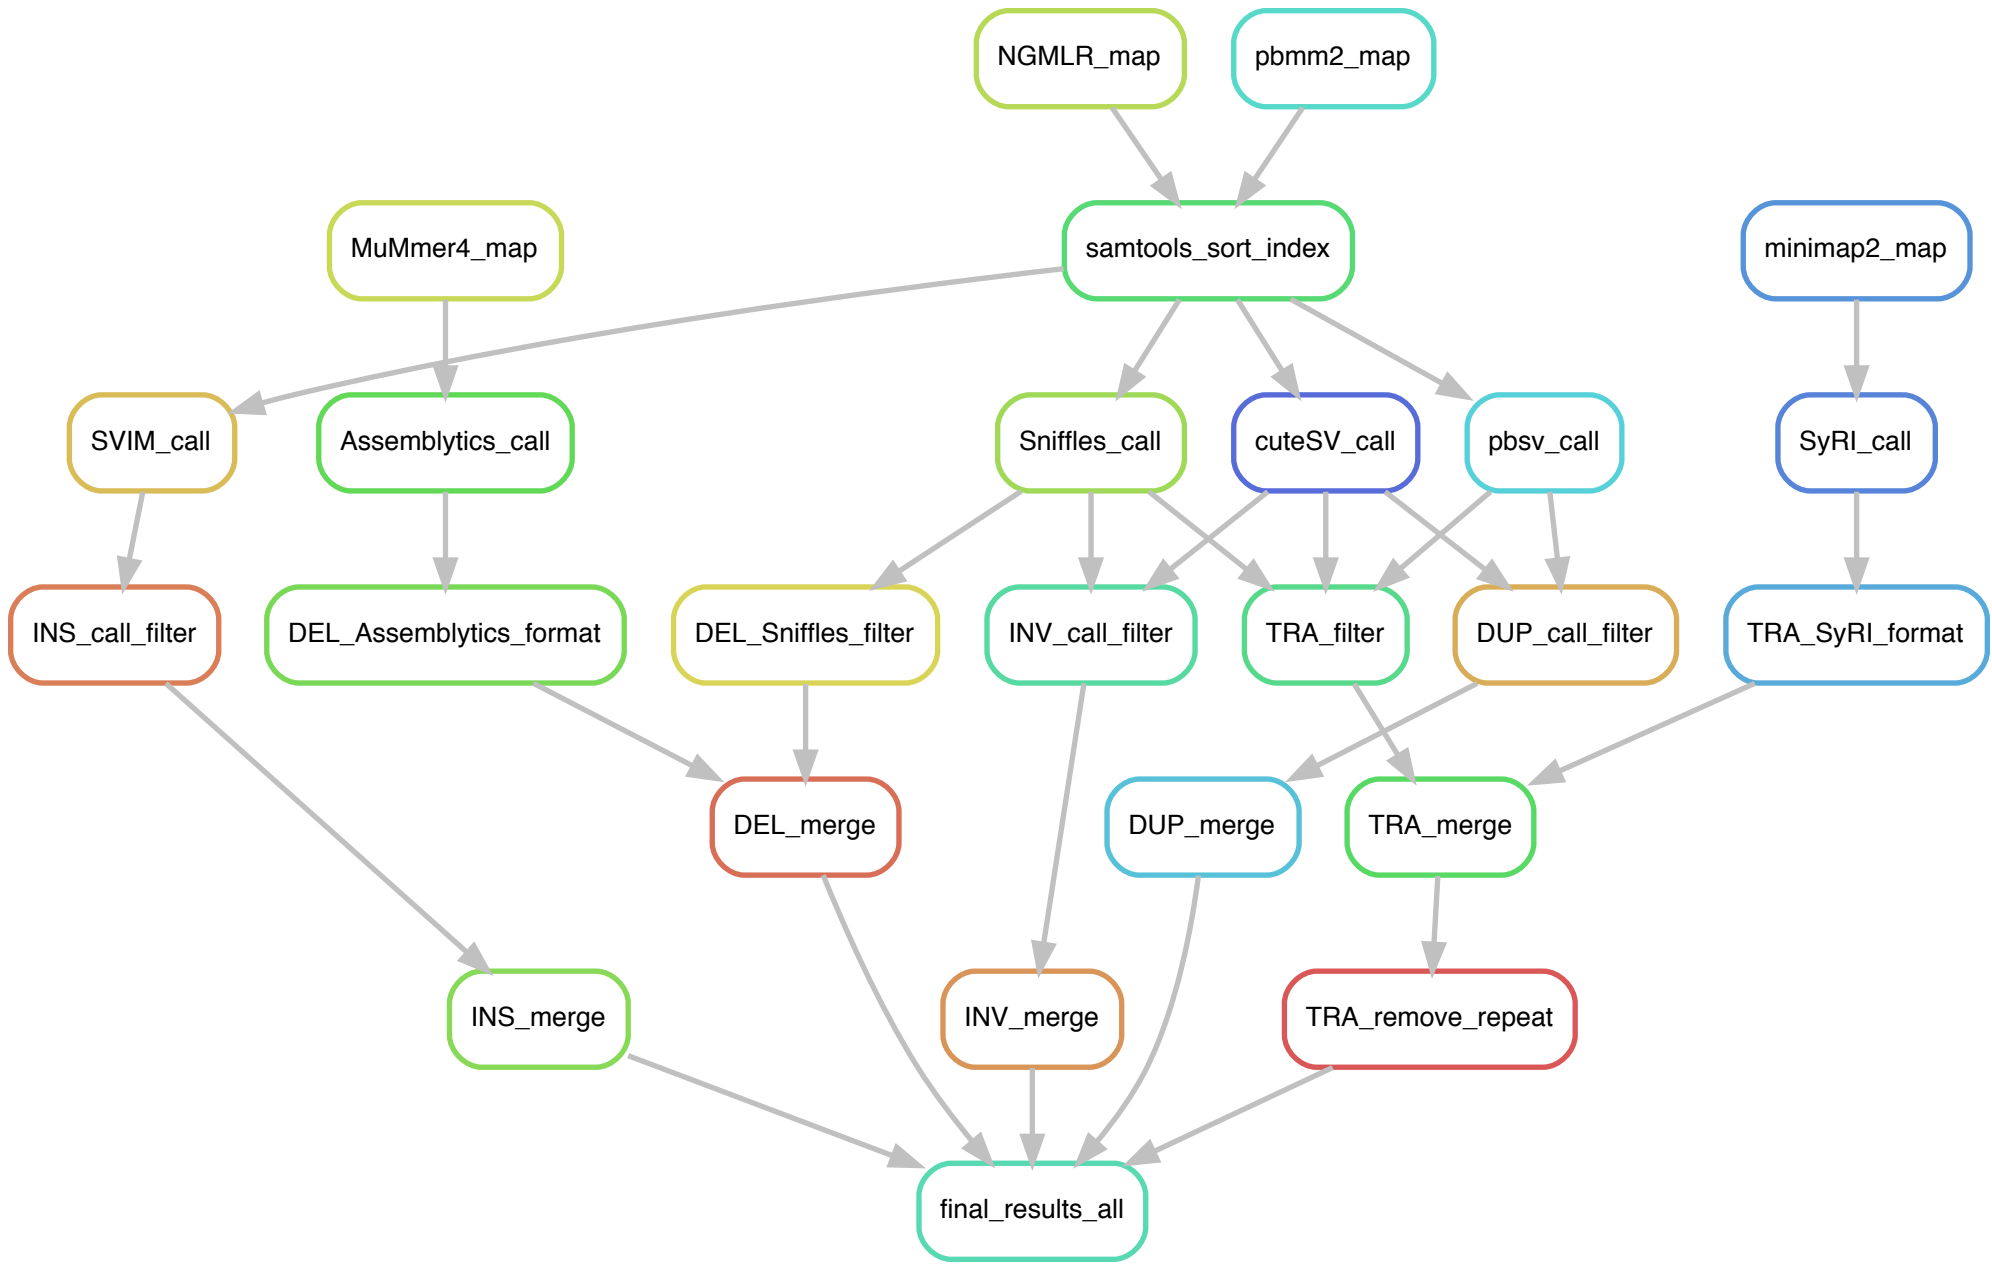 NGMLR_map
pbmm2_map
MuMmer4_map
samtools_sort_index
minimap2_map
SVIM_call
Assemblytics_call
Sniffles_call
cuteSV_call
pbsv_call
SyRI_call
INS_call_filter
DEL_Assemblytics_format
DEL_Sniffles_filter
INV_call_filter
TRA_filter
DUP_call_filter
TRA_SyRI_format
DEL_merge
DUP_merge
TRA_merge
INS_merge
INV_merge
TRA_remove_repeat
final_results_all